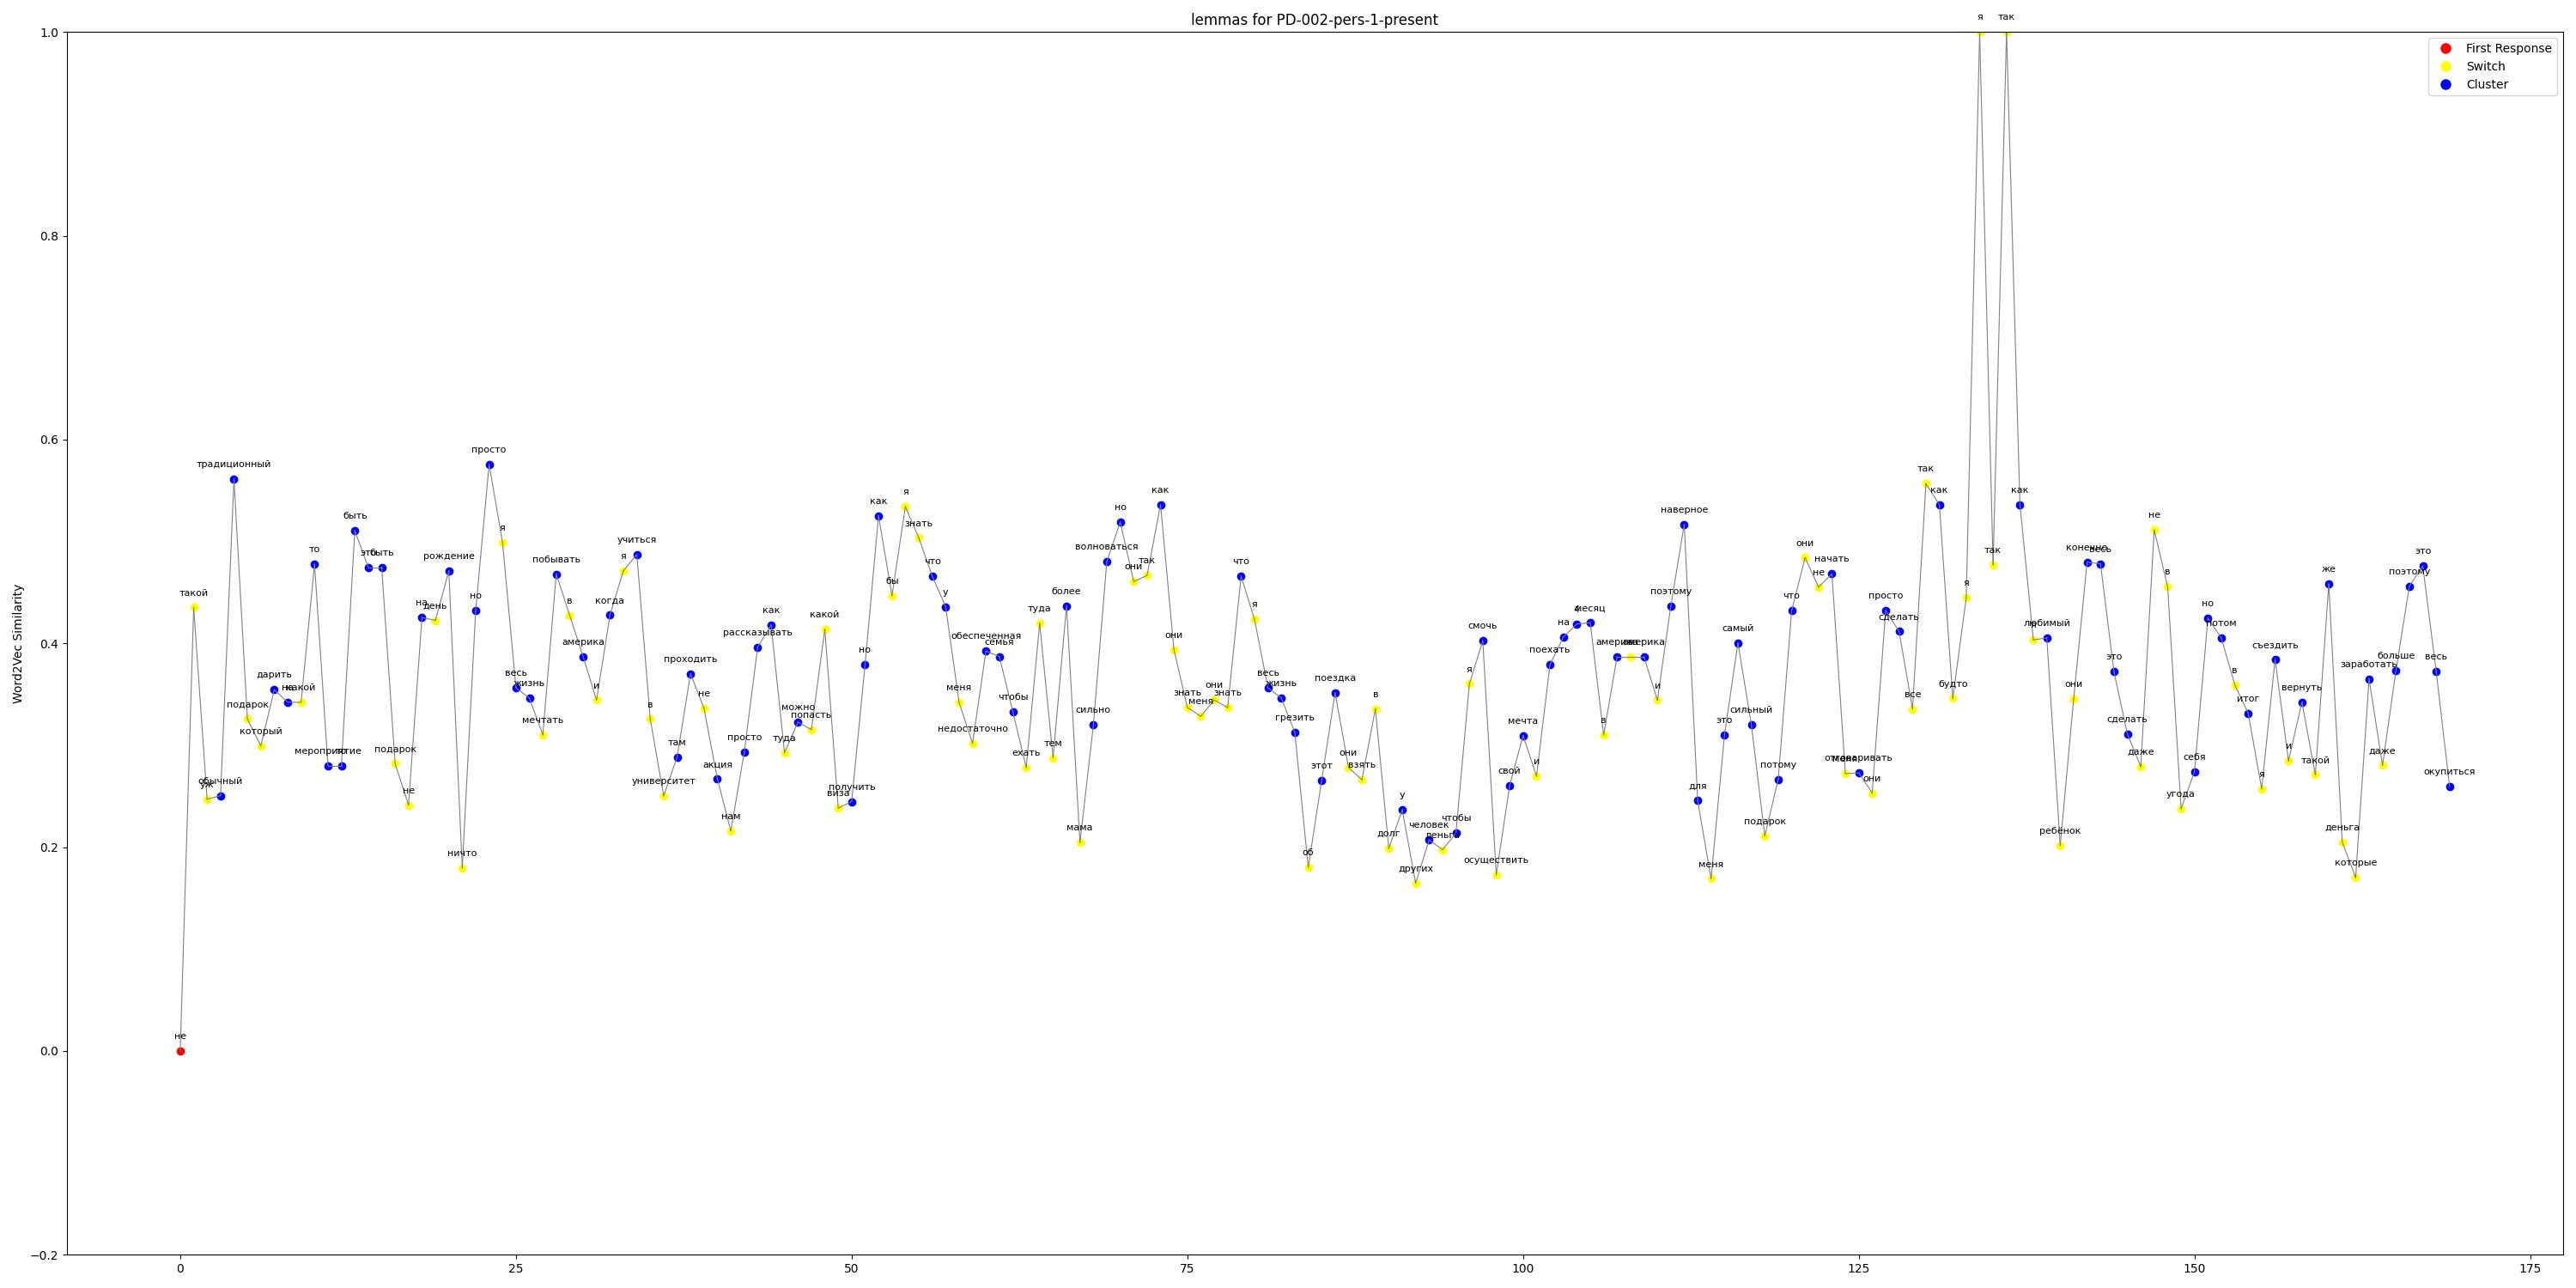 lemmas for PD-002-pers-1-present
First Response
Switch
Cluster
Word2Vec Similarity
1.0
0.8
0.6
0.4
0.2
0.0
−0.2
не
такой
уж
обычный
традиционный
подарок
который
дарить
на
какой
то
мероприятие
быть
это
быть
подарок
не
на
день
рождение
ничто
но
просто
я
весь
жизнь
мечтать
побывать
в
америка
и
когда
я
учиться
в
университет
там
проходить
не
акция
нам
просто
рассказывать
как
туда
можно
попасть
какой
виза
получить
но
как
бы
я
знать
что
у
меня
недостаточно
обеспеченная
семья
чтобы
ехать
туда
тем
более
мама
сильно
волноваться
но
они
так
как
они
знать
меня
они
знать
что
я
весь
жизнь
грезить
об
этот
поездка
они
взять
в
долг
у
других
человек
деньга
чтобы
я
смочь
осуществить
свой
мечта
и
поехать
на
месяц
в
америка
америка
и
поэтому
наверное
для
меня
это
самый
сильный
подарок
потому
что
они
не
начать
меня
отговаривать
они
просто
сделать
все
так
как
будто
я
я
так
так
как
любимый
ребёнок
они
конечно
весь
это
сделать
даже
не
в
угода
себя
но
потом
в
итог
я
съездить
и
вернуть
такой
же
деньга
которые
заработать
даже
больше
поэтому
это
весь
окупиться
0
25
50
75
100
125
150
175